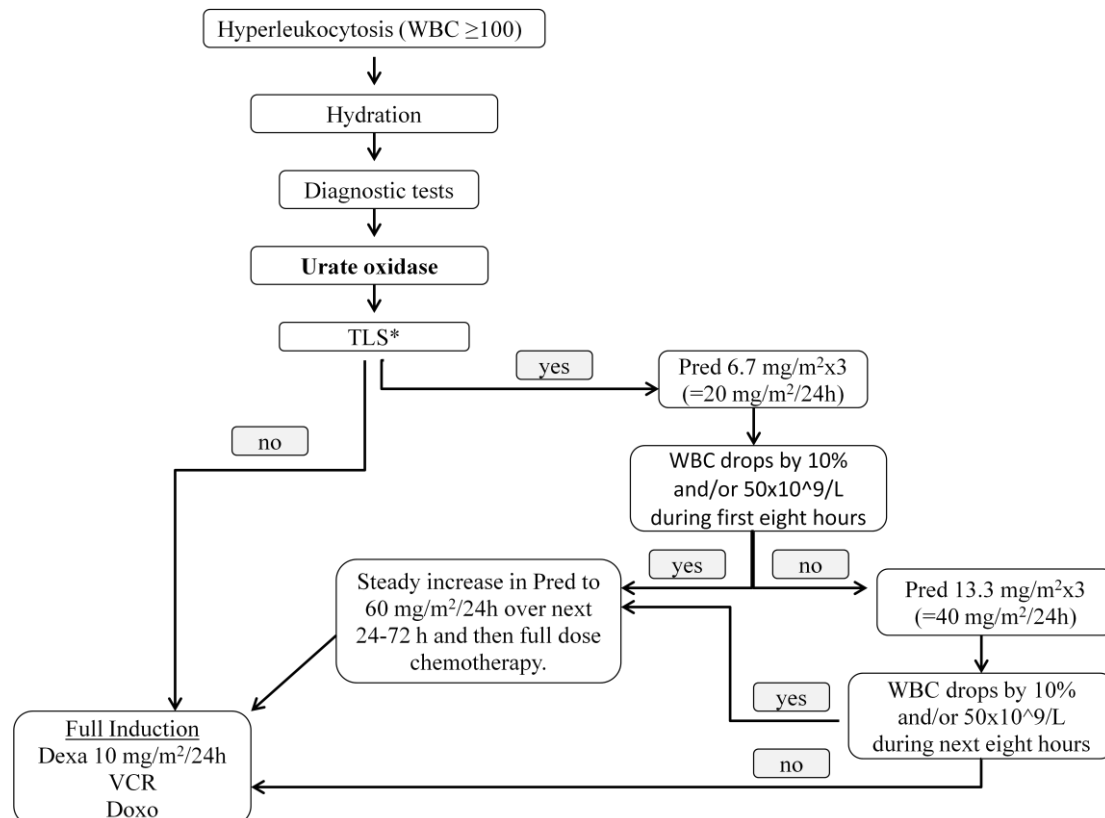 Hyperleukocytosis (WBC ≥100)
Hydration
Diagnostic tests
Urate oxidase
TLS*
yes
Pred 6.7 mg/m²x3
(=20 mg/m²/24h)
no
WBC drops by 10%
and/or 50x10^9/L
during first eight hours
yes
no
Steady increase in Pred to
60 mg/m²/24h over next
24-72 h and then full dose
chemotherapy.
Pred 13.3 mg/m²x3
(=40 mg/m²/24h)
yes
WBC drops by 10%
and/or 50x10^9/L
during next eight hours
no
Full Induction
Dexa 10 mg/m²/24h
VCR
Doxo